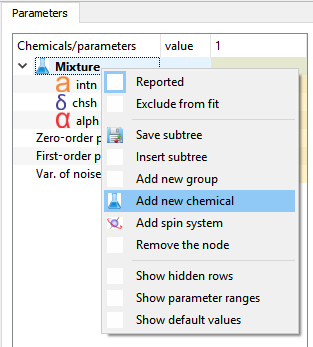 Parameters
Chemicals/parameters value 1
Mixture
a intn
δ chsh
α alph
Zero-order p
First-order p
Var. of noise
Reported
Exclude from fit
Save subtree
Insert subtree
Add new group
Add new chemical
Add spin system
Remove the node
Show hidden rows
Show parameter ranges
Show default values